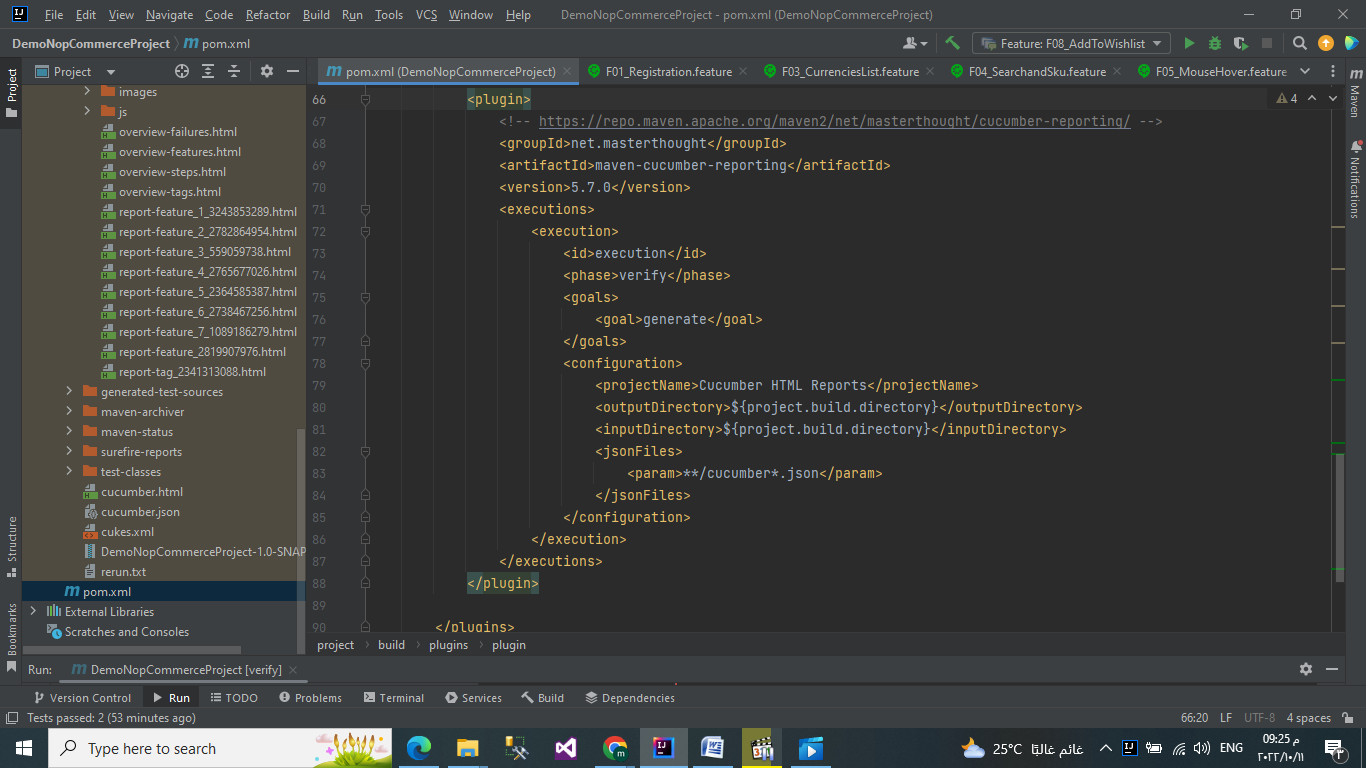 File Edit View Navigate Code Refactor Build Run Tools VCS Window Help DemoNopCommerceProject - pom.xml (DemoNopCommerceProject)
DemoNopCommerceProject pom.xml Feature: F08_AddToWishlist
Project
pom.xml (DemoNopCommerceProject) F01_Registration.feature F03_CurrenciesList.feature F04_SearchandSku.feature F05_MouseHover.feature
Project
Structure
Bookmarks
images
js
overview-failures.html
overview-features.html
overview-steps.html
overview-tags.html
report-feature_1_3243853289.html
report-feature_2_2782864954.html
report-feature_3_559059738.html
report-feature_4_2765677026.html
report-feature_5_2364585387.html
report-feature_6_2738467256.html
report-feature_7_1089186279.html
report-feature_2819907976.html
report-tag_2341313088.html
generated-test-sources
maven-archiver
maven-status
surefire-reports
test-classes
cucumber.html
cucumber.json
cukes.xml
DemoNopCommerceProject-1.0-SNAP
rerun.txt
pom.xml
External Libraries
Scratches and Consoles
66 <plugin>
67 <!-- https://repo.maven.apache.org/maven2/net/masterthought/cucumber-reporting/ -->
68 <groupId>net.masterthought</groupId>
69 <artifactId>maven-cucumber-reporting</artifactId>
70 <version>5.7.0</version>
71 <executions>
72 <execution>
73 <id>execution</id>
74 <phase>verify</phase>
75 <goals>
76 <goal>generate</goal>
77 </goals>
78 <configuration>
79 <projectName>Cucumber HTML Reports</projectName>
80 <outputDirectory>${project.build.directory}</outputDirectory>
81 <inputDirectory>${project.build.directory}</inputDirectory>
82 <jsonFiles>
83 <param>**/cucumber*.json</param>
84 </jsonFiles>
85 </configuration>
86 </execution>
87 </executions>
88 </plugin>
89
90 </plugins>
4
Maven
Notifications
project build plugins plugin
Run: DemoNopCommerceProject [verify]
Version Control Run TODO Problems Terminal Services Build Dependencies
Tests passed: 2 (53 minutes ago) 66:20 LF UTF-8 4 spaces
Type here to search
25°C غائم غالبًا
ENG
09:25 م
٢٠٢٢/١٠/١١
٣